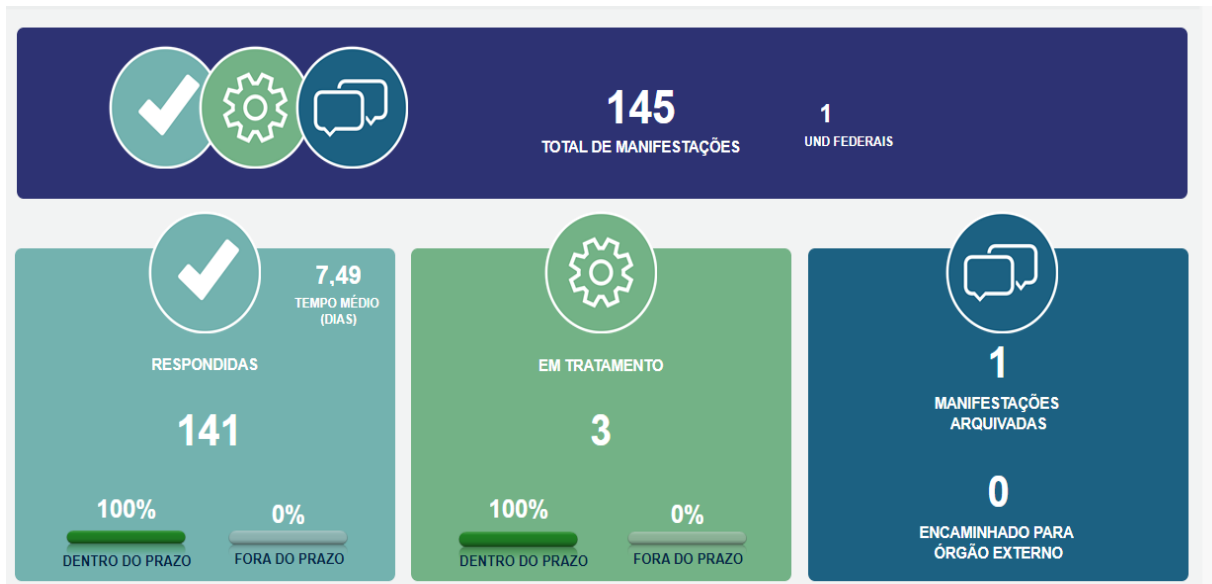 145
TOTAL DE MANIFESTAÇÕES
1
UND FEDERAIS
7,49
TEMPO MÉDIO
(DIAS)
RESPONDIDAS
141
100%
DENTRO DO PRAZO
0%
FORA DO PRAZO
EM TRATAMENTO
3
100%
DENTRO DO PRAZO
0%
FORA DO PRAZO
1
MANIFESTAÇÕES
ARQUIVADAS
0
ENCAMINHADO PARA
ÓRGÃO EXTERNO